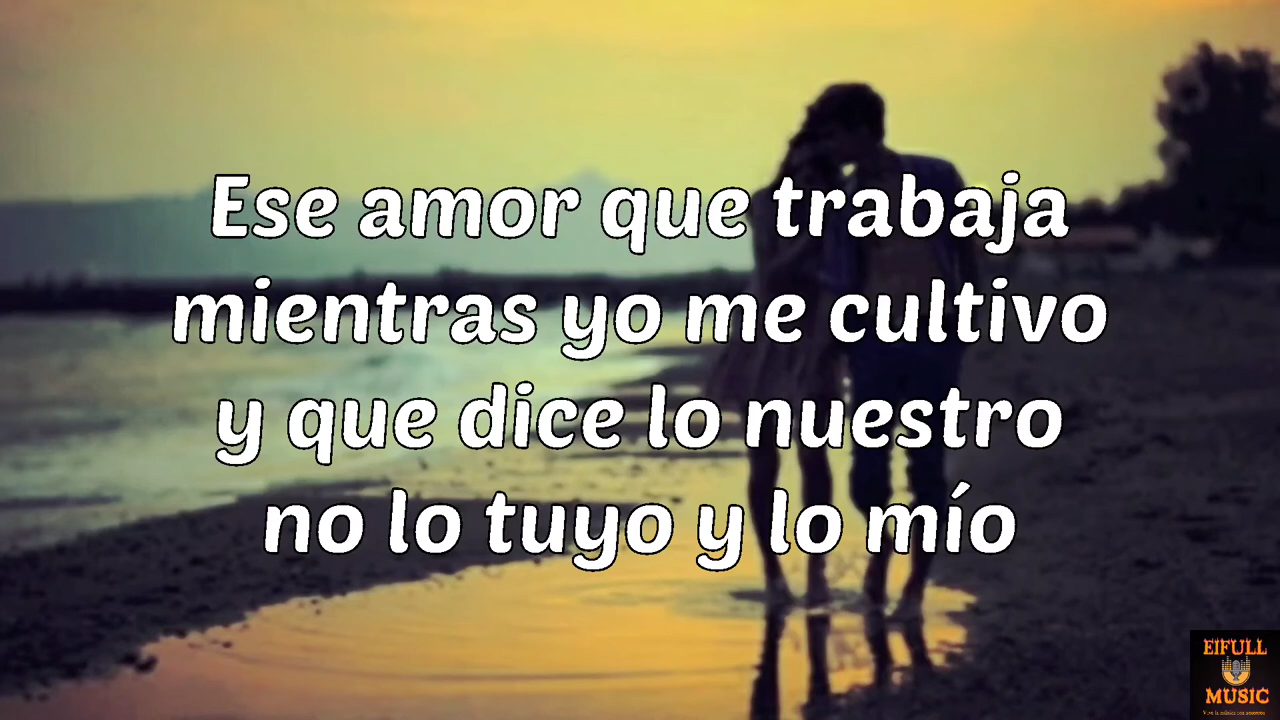 Ese amor que trabaja
mientras yo me cultivo
y que dice lo nuestro
no lo tuyo y lo mío
EIFULL
MUSIC